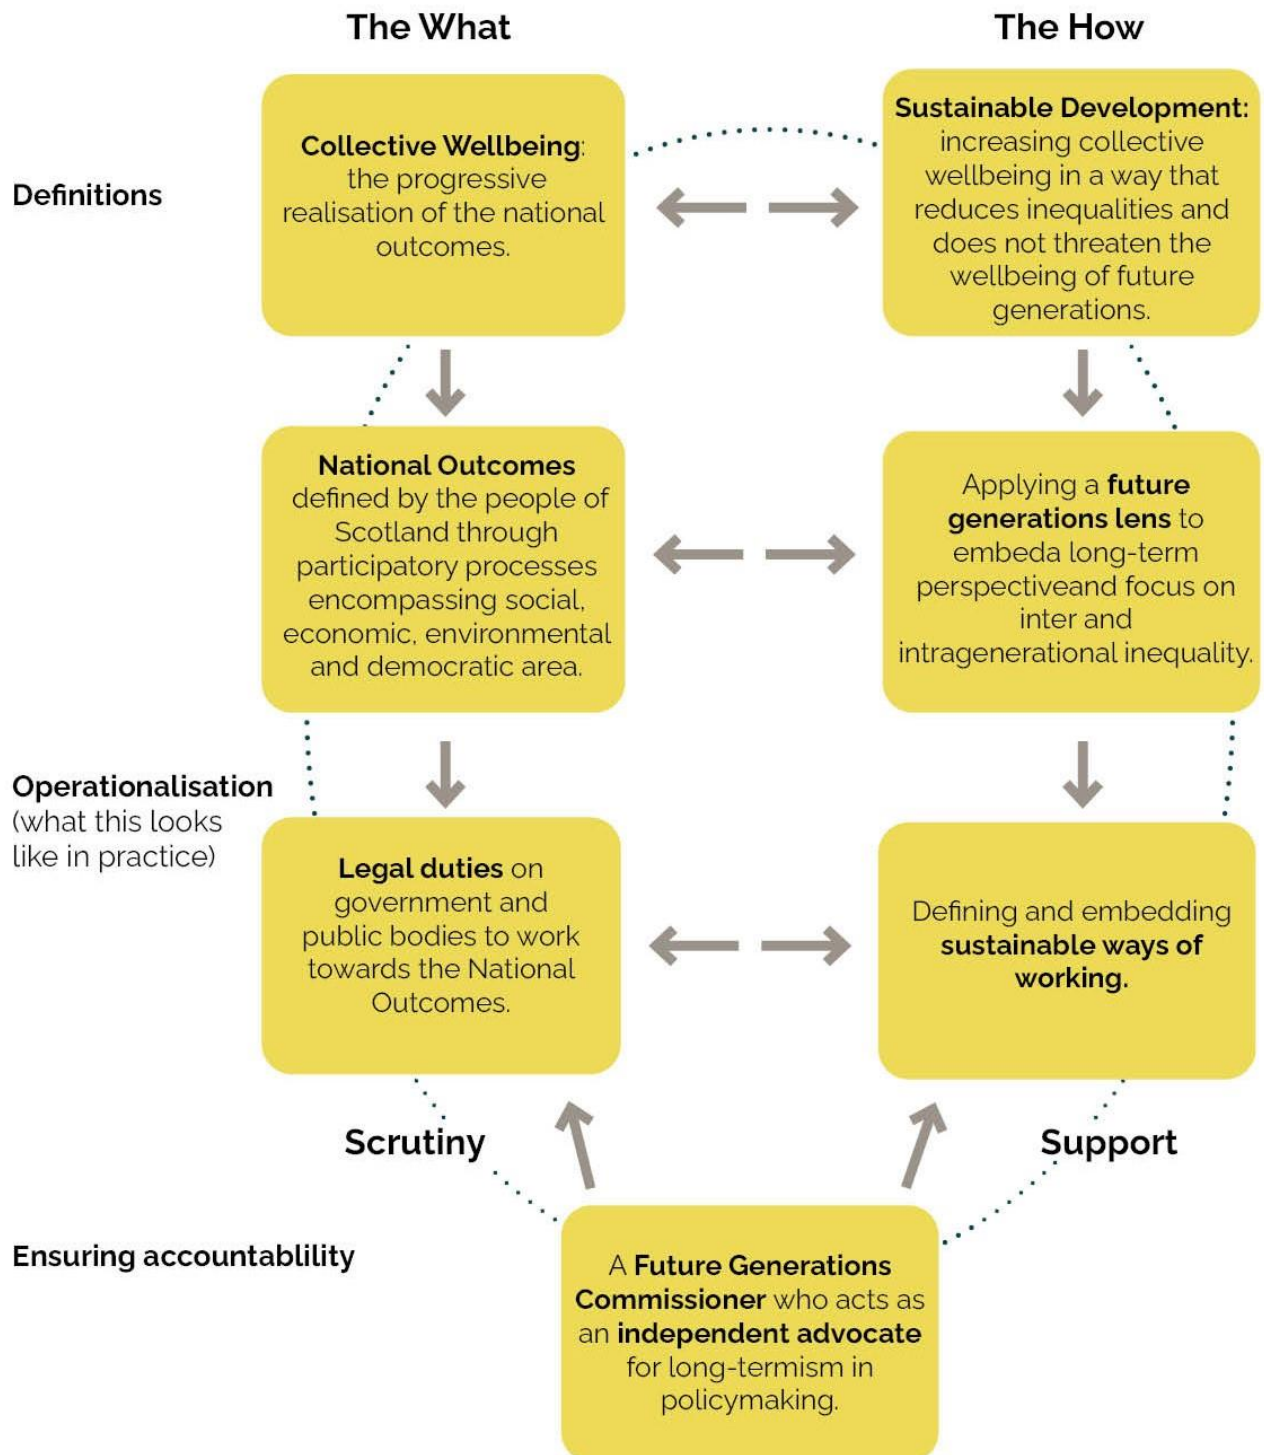 The What
The How
Definitions
Collective Wellbeing:
the progressive
realisation of the national
outcomes.
Sustainable Development:
increasing collective
wellbeing in a way that
reduces inequalities and
does not threaten the
wellbeing of future
generations.
National Outcomes
defined by the people of
Scotland through
participatory processes
encompassing social,
economic, environmental
and democratic area.
Applying a future
generations lens to
embeda long-term
perspectiveand focus on
inter and
intragenerational inequality.
Operationalisation
(what this looks
like in practice)
Legal duties on
government and
public bodies to work
towards the National
Outcomes.
Defining and embedding
sustainable ways of
working.
Scrutiny
Support
Ensuring accountablility
A Future Generations
Commissioner who acts as
an independent advocate
for long-termism in
policymaking.